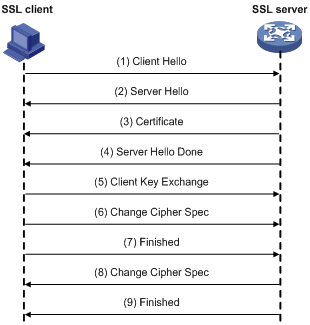 SSL client
SSL server
(1) Client Hello
(2) Server Hello
(3) Certificate
(4) Server Hello Done
(5) Client Key Exchange
(6) Change Cipher Spec
(7) Finished
(8) Change Cipher Spec
(9) Finished